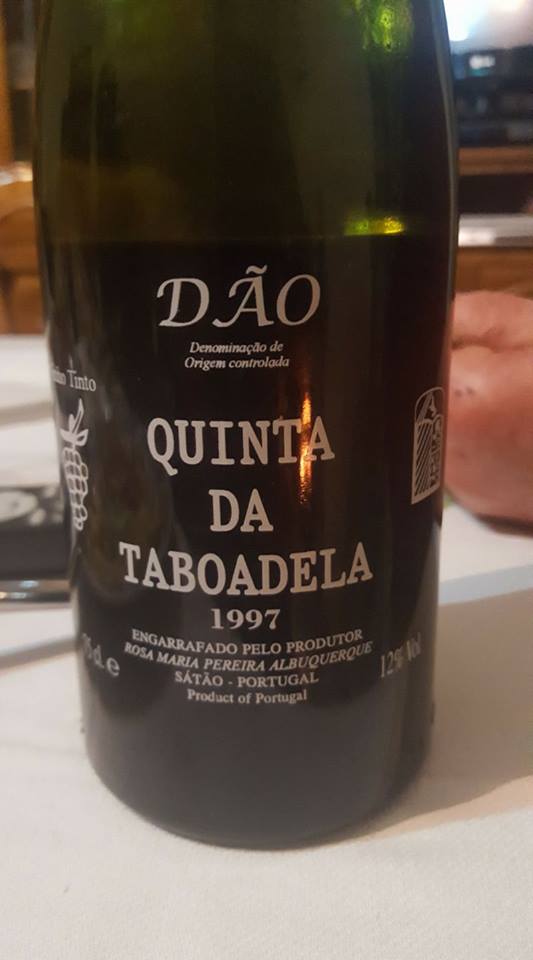 DÃO
Denominação de
Origem controlada
Tinto
QUINTA
DA
TABOADELA
1997
ENGARRAFADO PELO PRODUTOR
ROSA MARIA PEREIRA ALBUQUERQUE
cl. e
12% Vol
SÁTÃO - PORTUGAL
Product of Portugal